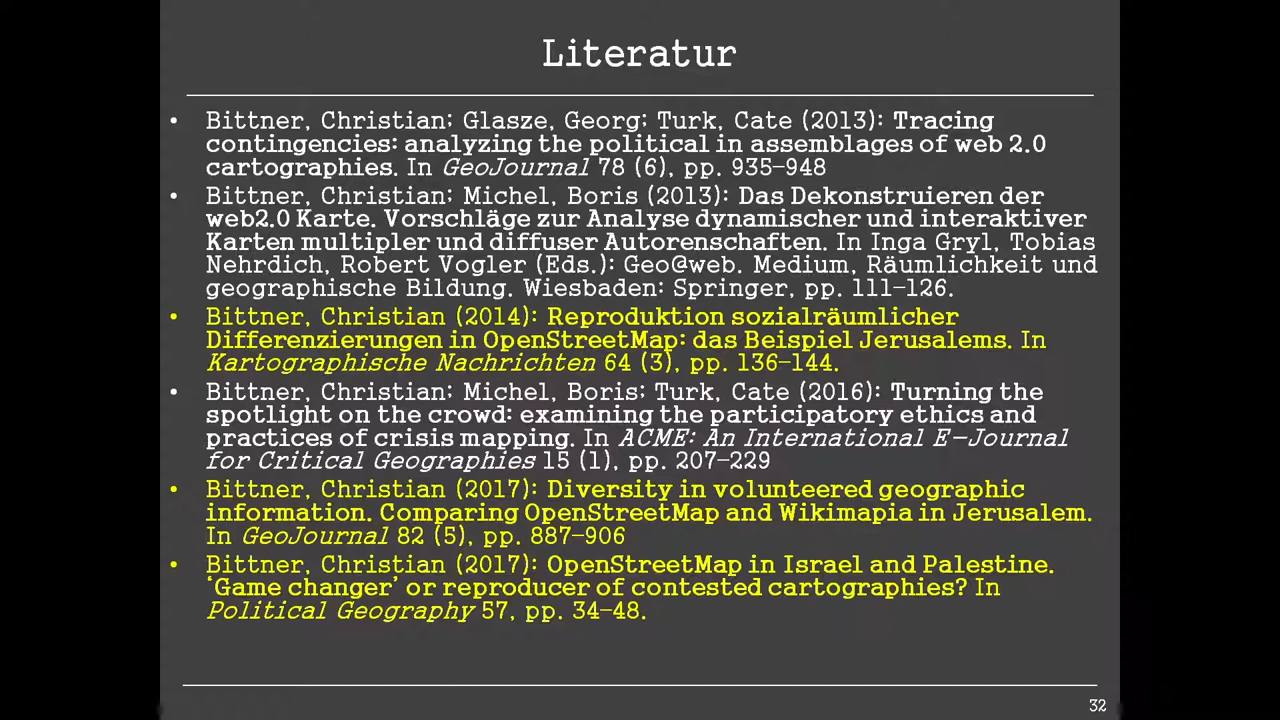 Literatur
• Bittner, Christian; Glasze, Georg; Turk, Cate (2013): Tracing
contingencies: analyzing the political in assemblages of web 2.0
cartographies. In GeoJournal 78 (6), pp. 935–948
• Bittner, Christian; Michel, Boris (2013): Das Dekonstruieren der
web2.0 Karte. Vorschläge zur Analyse dynamischer und interaktiver
Karten multipler und diffuser Autorenschaften. In Inga Gryl, Tobias
Nehrdich, Robert Vogler (Eds.): Geo@web. Medium, Räumlichkeit und
geographische Bildung. Wiesbaden: Springer, pp. 111–126.
• Bittner, Christian (2014): Reproduktion sozialräumlicher
Differenzierungen in OpenStreetMap: das Beispiel Jerusalems. In
Kartographische Nachrichten 64 (3), pp. 136–144.
• Bittner, Christian; Michel, Boris; Turk, Cate (2016): Turning the
spotlight on the crowd: examining the participatory ethics and
practices of crisis mapping. In ACME: An International E-Journal
for Critical Geographies 15 (1), pp. 207–229
• Bittner, Christian (2017): Diversity in volunteered geographic
information. Comparing OpenStreetMap and Wikimapia in Jerusalem.
In GeoJournal 82 (5), pp. 887–906
• Bittner, Christian (2017): OpenStreetMap in Israel and Palestine.
‘Game changer’ or reproducer of contested cartographies? In
Political Geography 57, pp. 34–48.
32